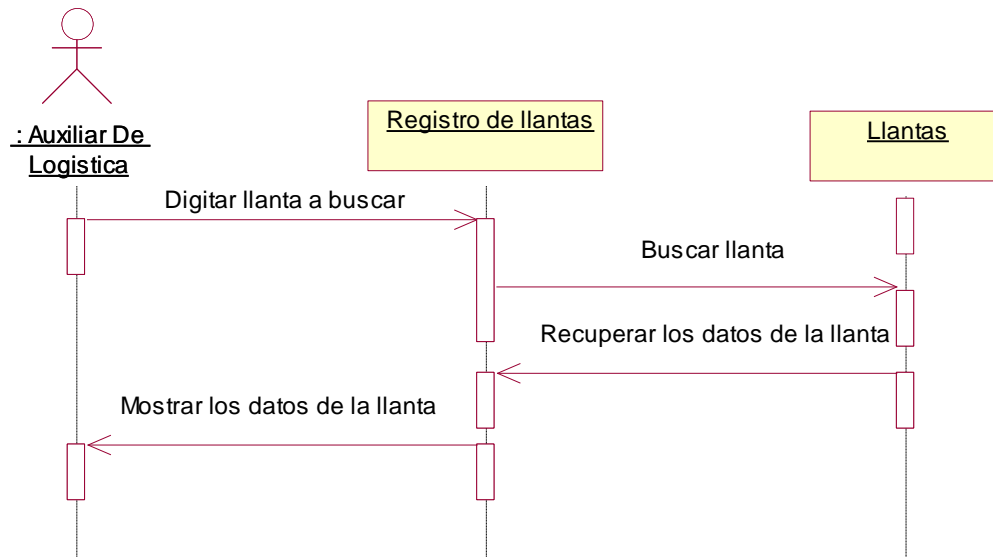 : Auxiliar De
Logistica
Registro de llantas
Llantas
Digitar llanta a buscar
Buscar llanta
Recuperar los datos de la llanta
Mostrar los datos de la llanta